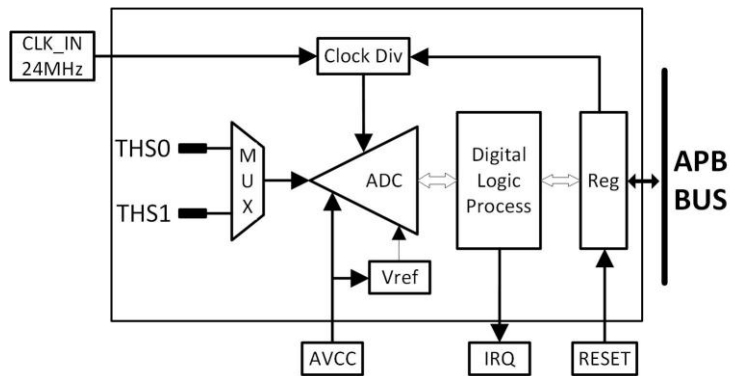 CLK_IN
24MHz
Clock Div
THS0
THS1
M
U
X
ADC
Digital
Logic
Process
Reg
APB
BUS
Vref
AVCC
IRQ
RESET